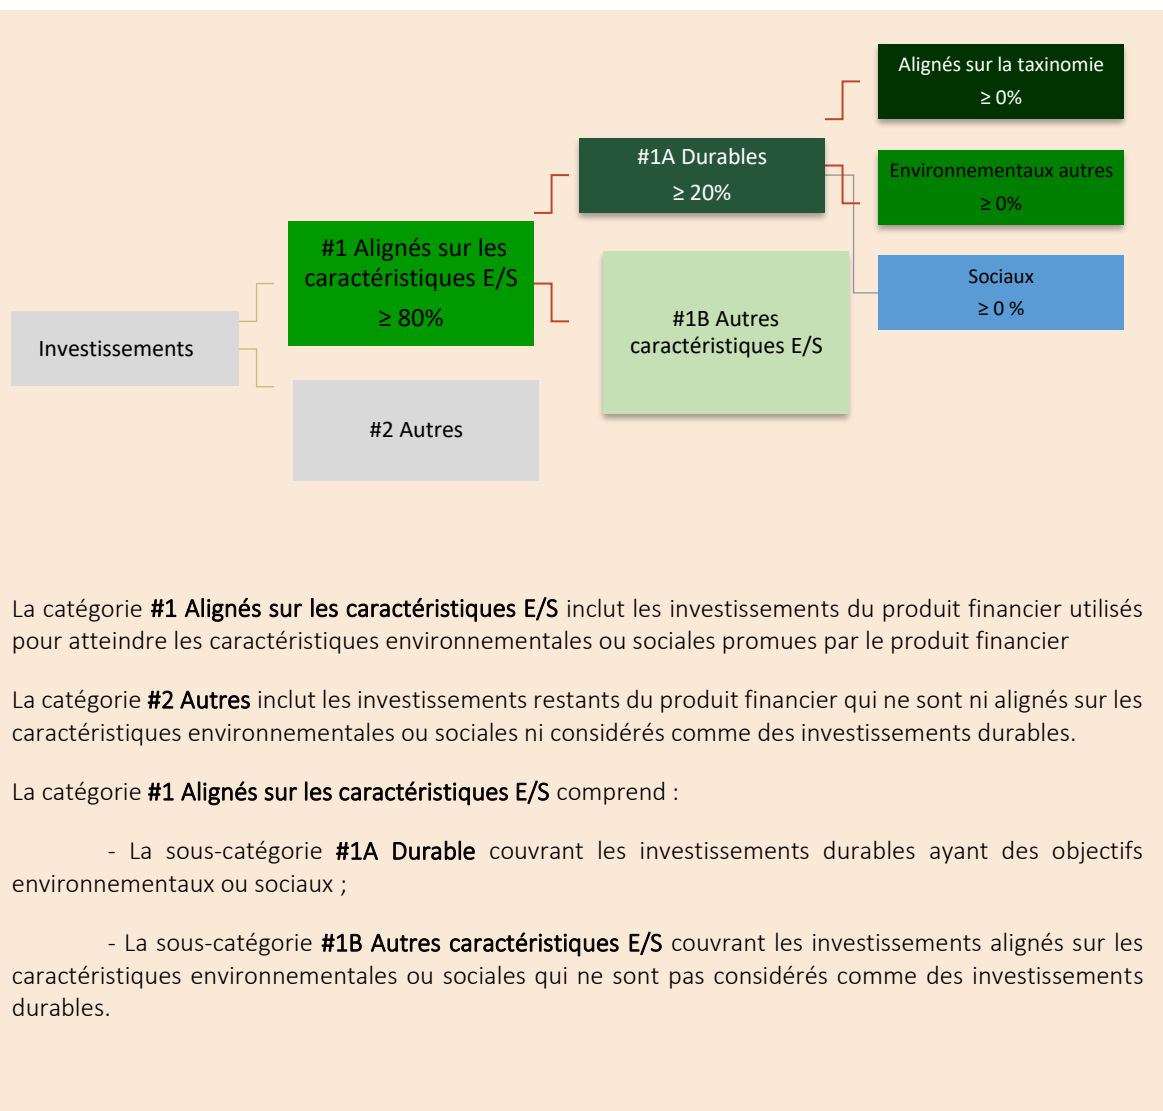 Alignés sur la taxinomie
≥ 0%
#1A Durables
≥ 20%
Environnementaux autres
≥ 0%
#1 Alignés sur les
caractéristiques E/S
≥ 80%
Sociaux
≥ 0 %
#1B Autres
caractéristiques E/S
Investissements
#2 Autres
La catégorie #1 Alignés sur les caractéristiques E/S inclut les investissements du produit financier utilisés
pour atteindre les caractéristiques environnementales ou sociales promues par le produit financier
La catégorie #2 Autres inclut les investissements restants du produit financier qui ne sont ni alignés sur les
caractéristiques environnementales ou sociales ni considérés comme des investissements durables.
La catégorie #1 Alignés sur les caractéristiques E/S comprend :
- La sous-catégorie #1A Durable couvrant les investissements durables ayant des objectifs
environnementaux ou sociaux ;
- La sous-catégorie #1B Autres caractéristiques E/S couvrant les investissements alignés sur les
caractéristiques environnementales ou sociales qui ne sont pas considérés comme des investissements
durables.